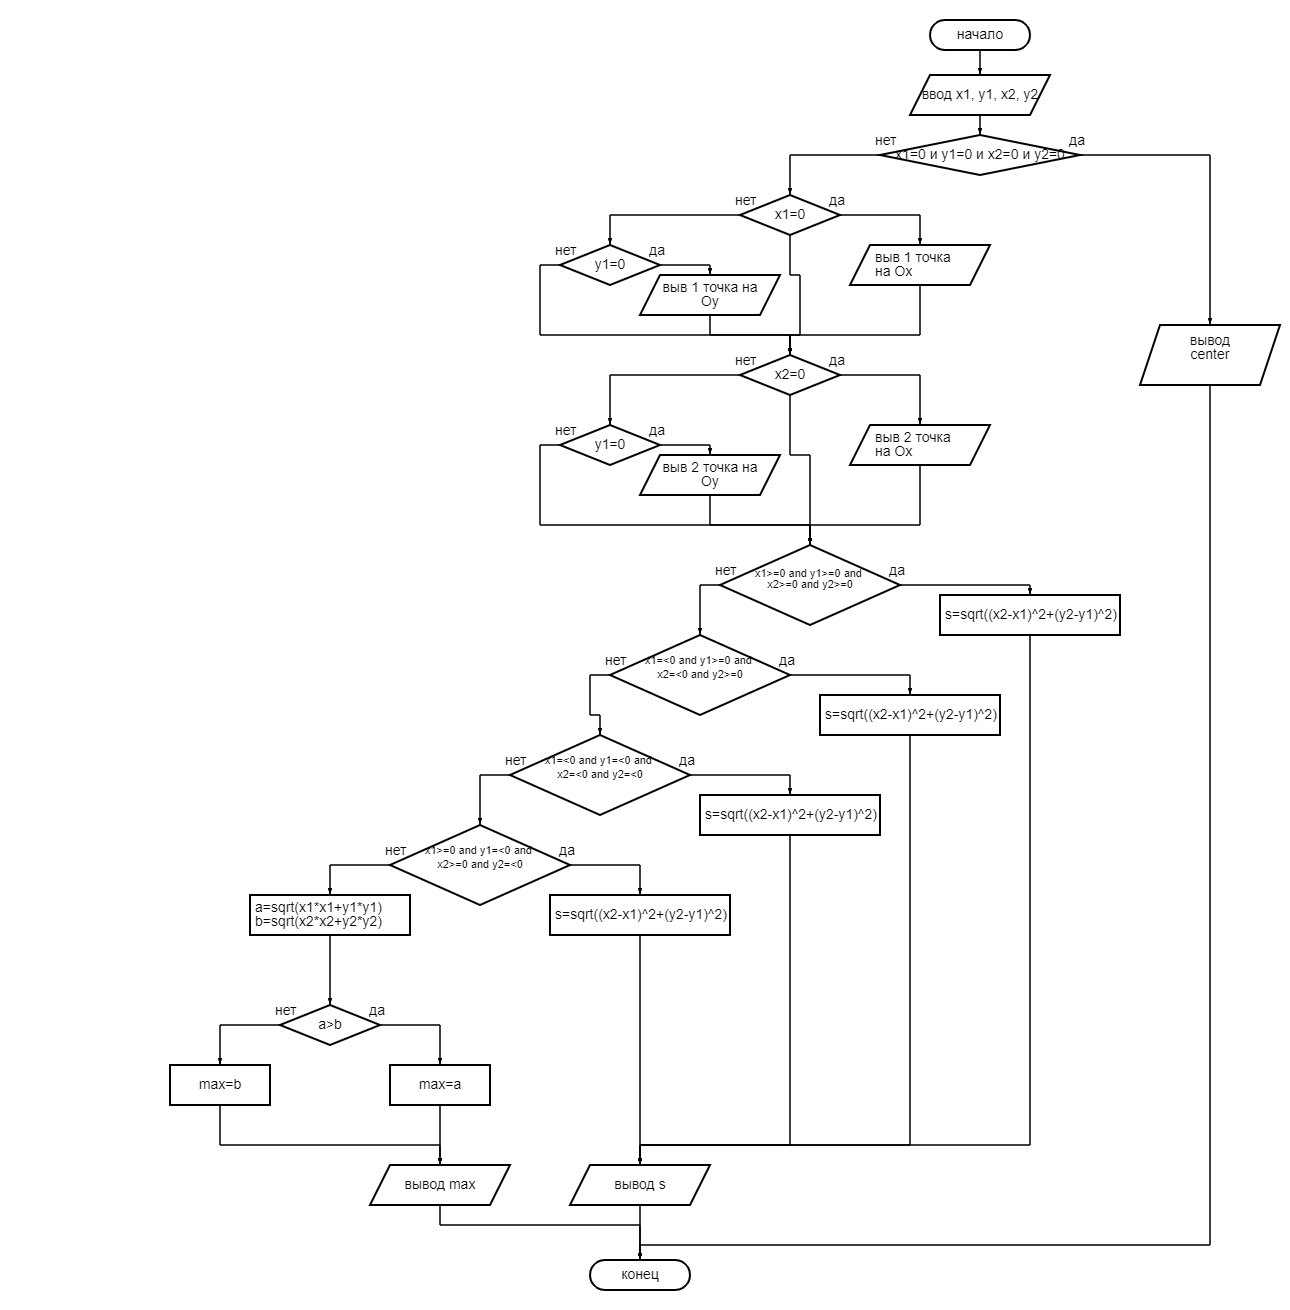 начало
ввод x1, y1, x2, y2
нет
да
x1=0 и y1=0 и x2=0 и y2=0
нет
да
x1=0
нет
да
y1=0
выв 1 точка
на Ox
выв 1 точка на
Oy
вывод
center
нет
да
x2=0
нет
да
y1=0
выв 2 точка
на Ox
выв 2 точка на
Oy
нет
да
x1>=0 and y1>=0 and
x2>=0 and y2>=0
s=sqrt((x2-x1)^2+(y2-y1)^2)
нет
да
x1=<0 and y1>=0 and
x2=<0 and y2>=0
s=sqrt((x2-x1)^2+(y2-y1)^2)
нет
да
x1=<0 and y1=<0 and
x2=<0 and y2=<0
s=sqrt((x2-x1)^2+(y2-y1)^2)
нет
да
x1>=0 and y1=<0 and
x2>=0 and y2=<0
a=sqrt(x1*x1+y1*y1)
b=sqrt(x2*x2+y2*y2)
s=sqrt((x2-x1)^2+(y2-y1)^2)
нет
да
a>b
max=b
max=a
вывод max
вывод s
конец